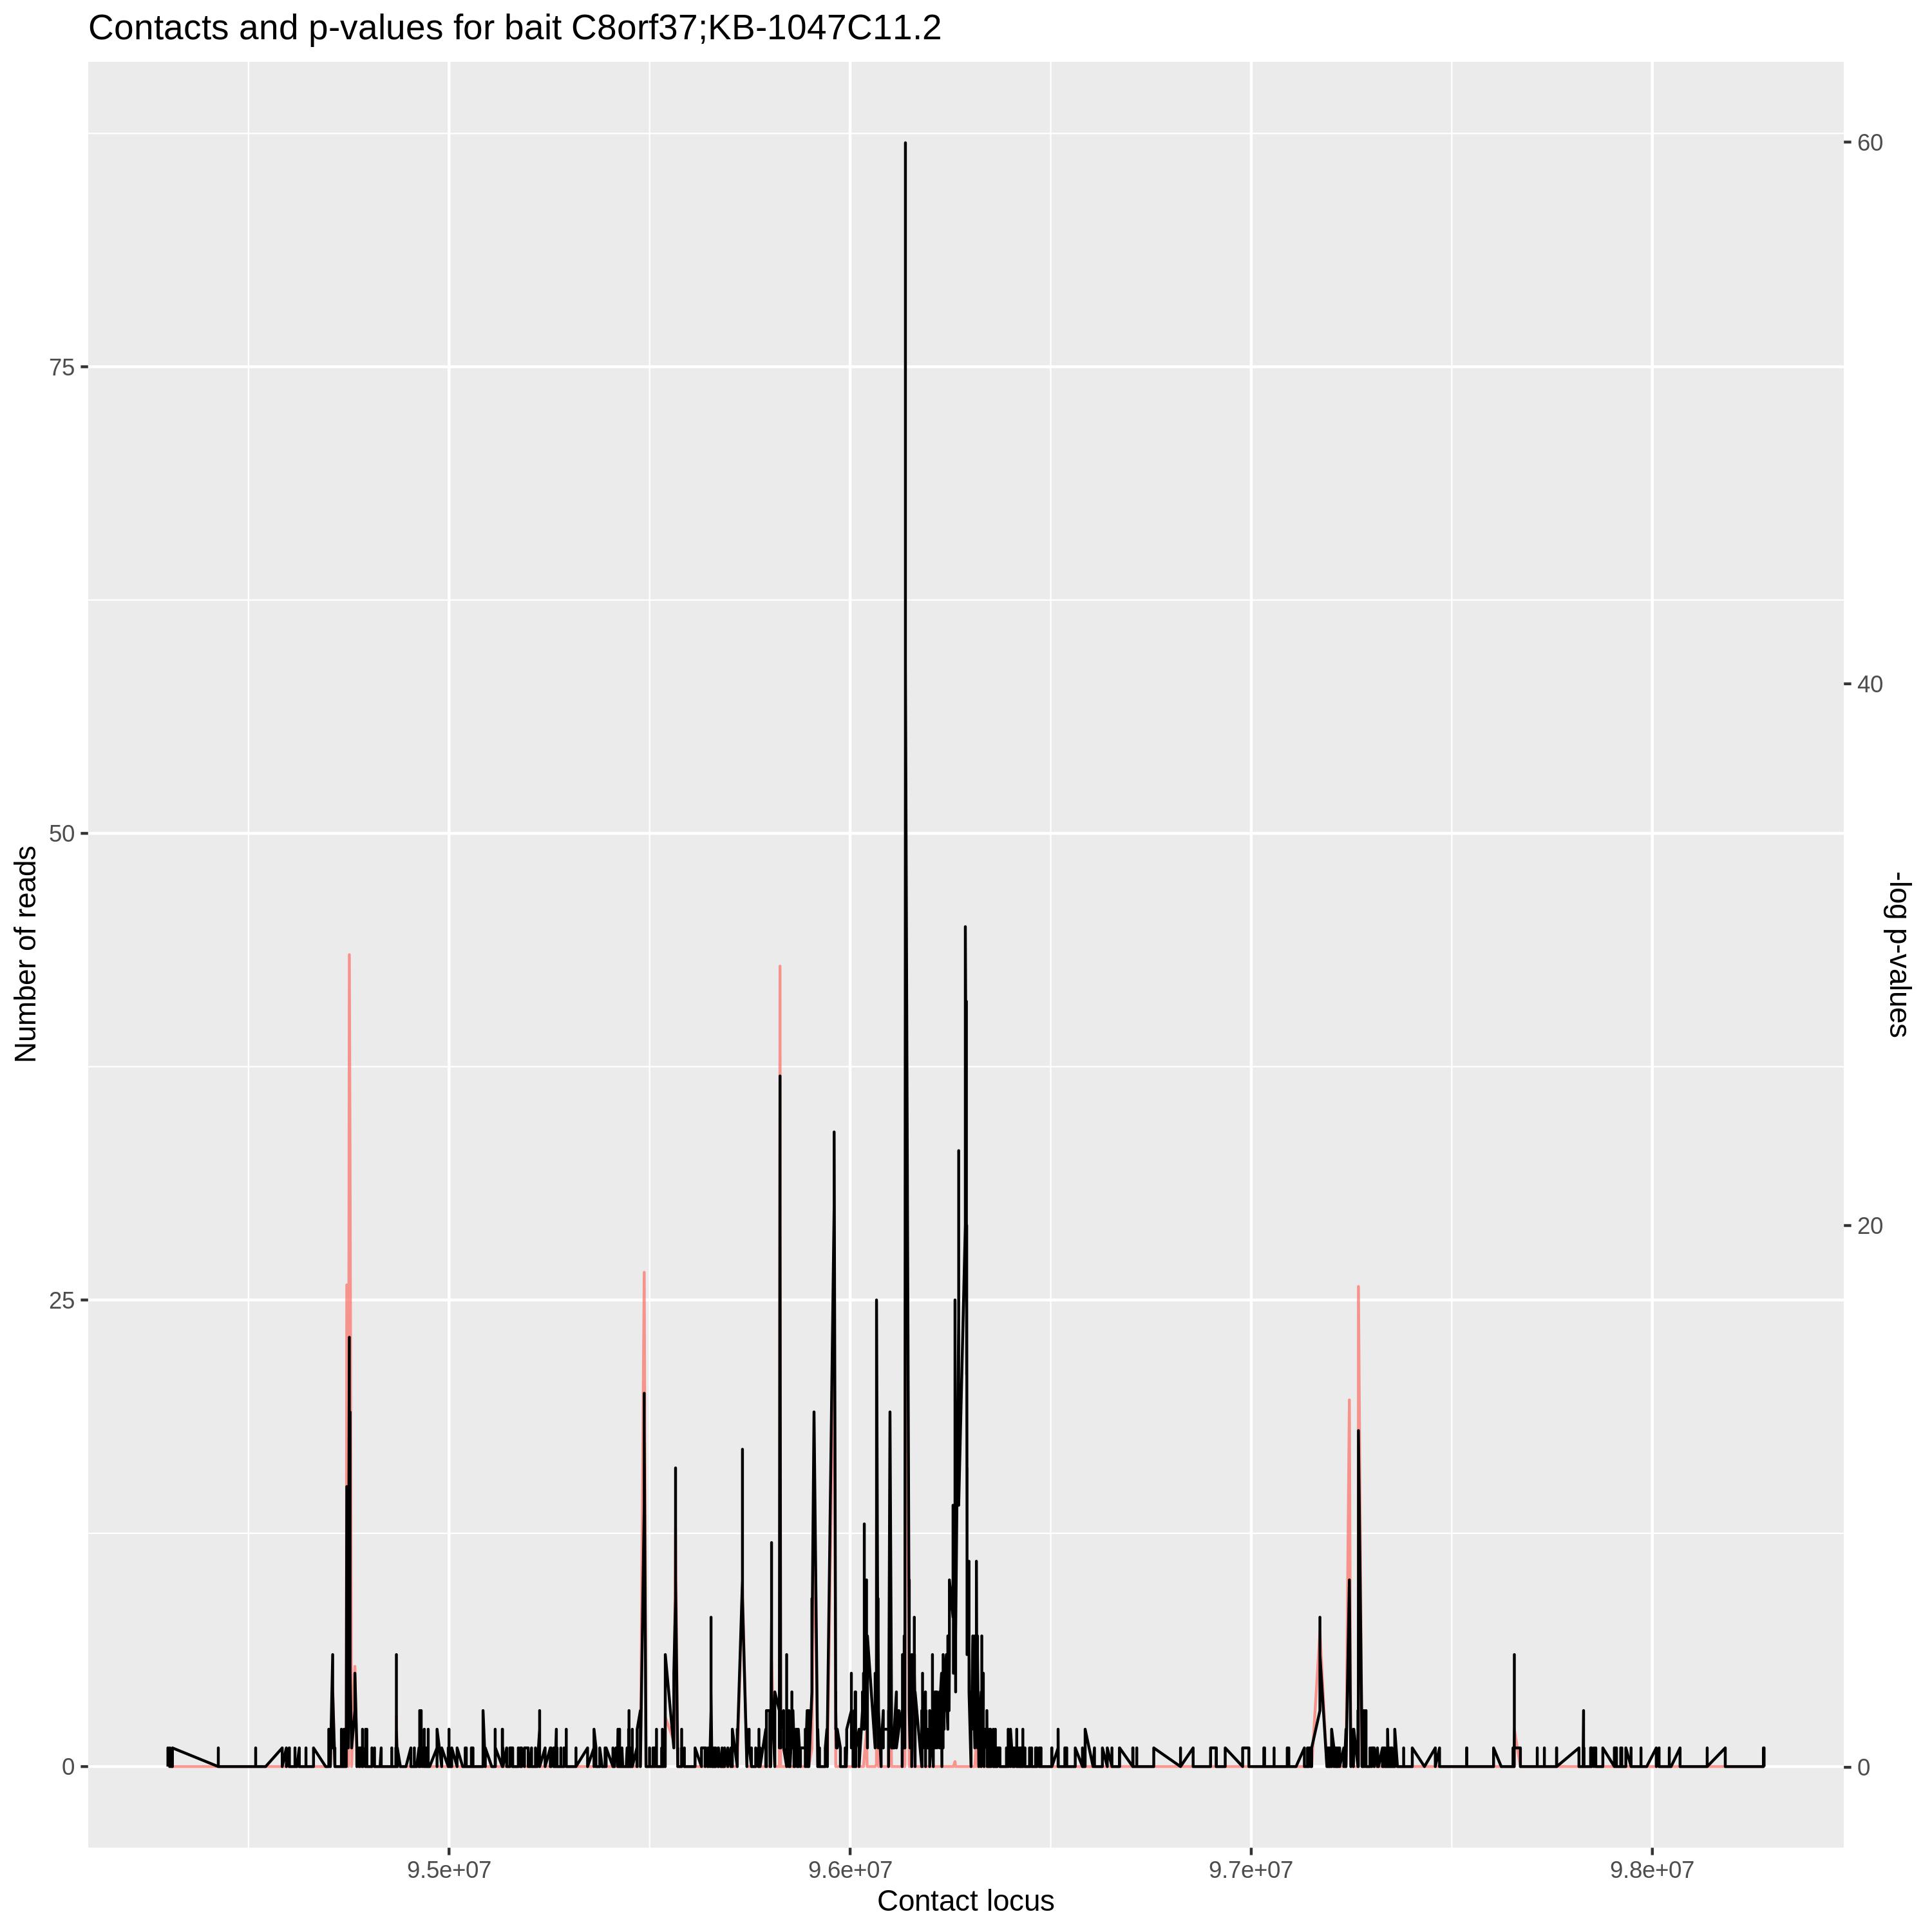 Contacts and p-values for bait C8orf37;KB-1047C11.2
60
75
40
50
Number of reads
-log p-values
20
25
0
0
9.5e+07
9.6e+07
9.7e+07
9.8e+07
Contact locus